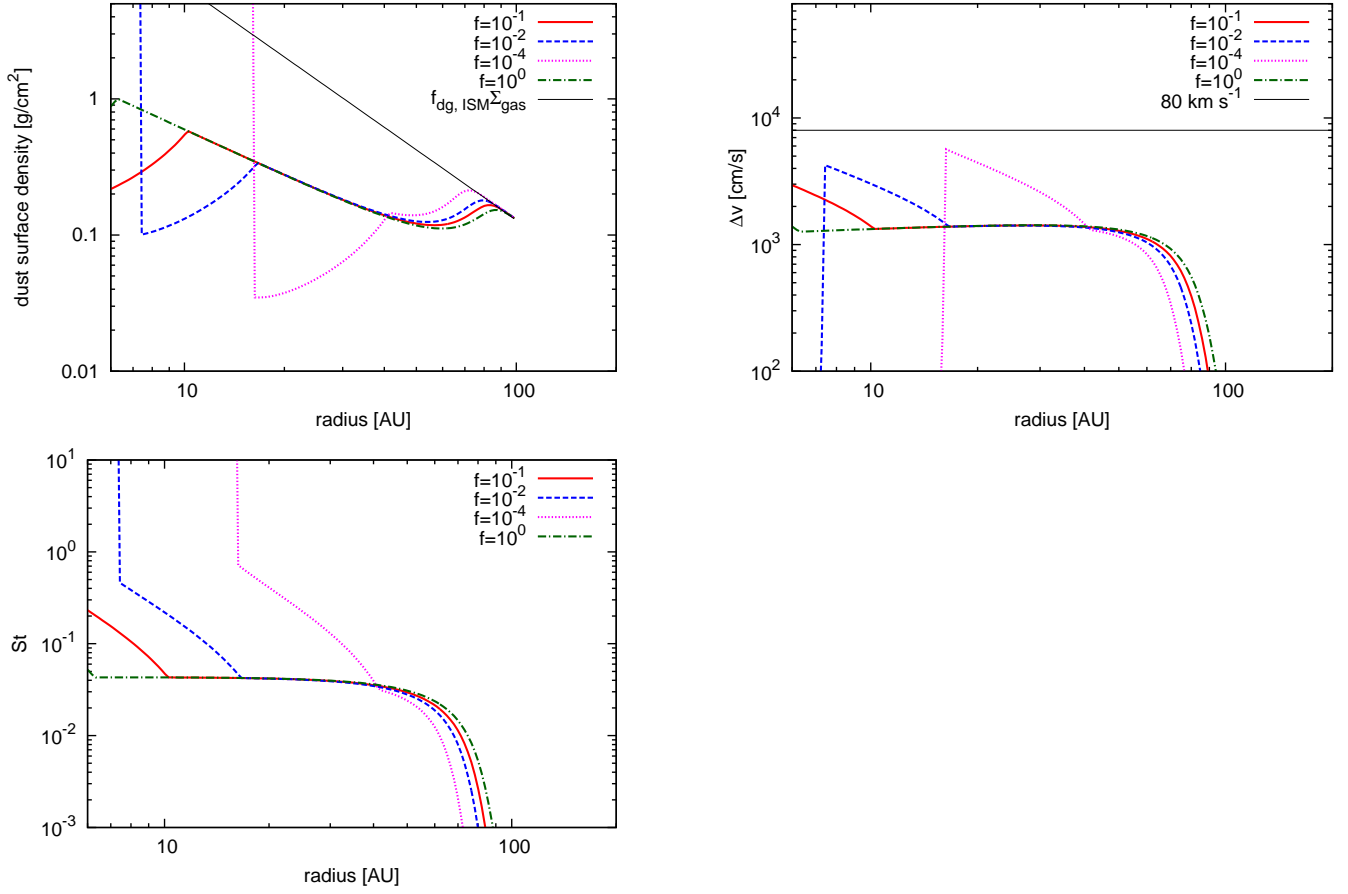 f=10^-1
f=10^-2
f=10^-4
f=10^0
f_dg, ISM Σ_gas
dust surface density [g/cm^2]
1
0.1
0.01
10
100
radius [AU]
f=10^-1
f=10^-2
f=10^-4
f=10^0
80 km s^-1
Δv [cm/s]
10^4
10^3
10^2
10
100
radius [AU]
f=10^-1
f=10^-2
f=10^-4
f=10^0
St
10^1
10^0
10^-1
10^-2
10^-3
10
100
radius [AU]